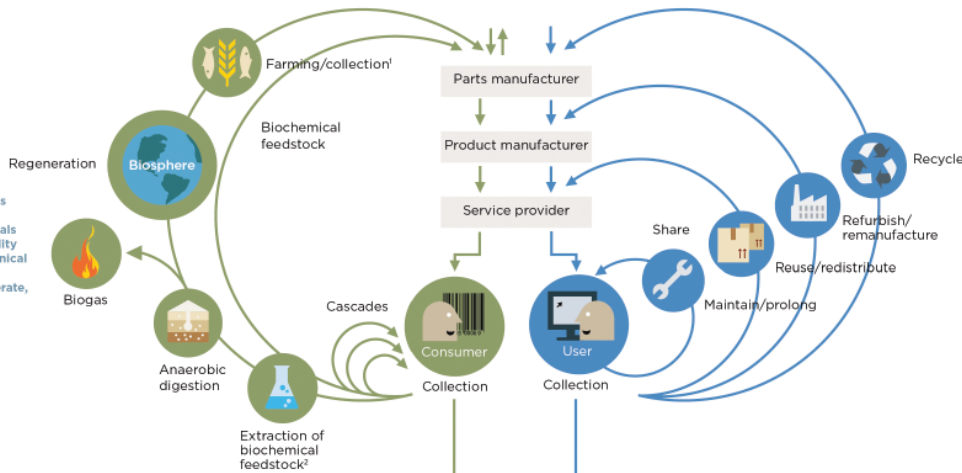 Farming/collection¹
Parts manufacturer
Biochemical
feedstock
Product manufacturer
Regeneration
Biosphere
Recycle
Service provider
Refurbish/
remanufacture
Share
Reuse/redistribute
Biogas
Maintain/prolong
Cascades
Consumer
User
Anaerobic
digestion
Collection
Collection
Extraction of
biochemical
feedstock²